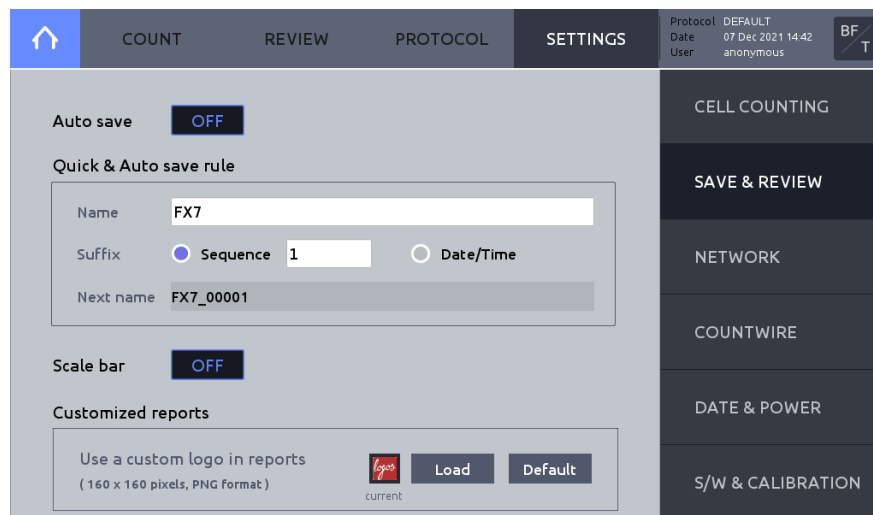 COUNT REVIEW PROTOCOL SETTINGS
Protocol DEFAULT
Date 07 Dec 2021 14:42
User anonymous
BF
T
Auto save OFF
Quick & Auto save rule
Name FX7
Suffix Sequence 1 Date/Time
Next name FX7_00001
Scale bar OFF
Customized reports
Use a custom logo in reports
( 160 x 160 pixels, PNG format )
logos
current
Load
Default
CELL COUNTING
SAVE & REVIEW
NETWORK
COUNTWIRE
DATE & POWER
S/W & CALIBRATION